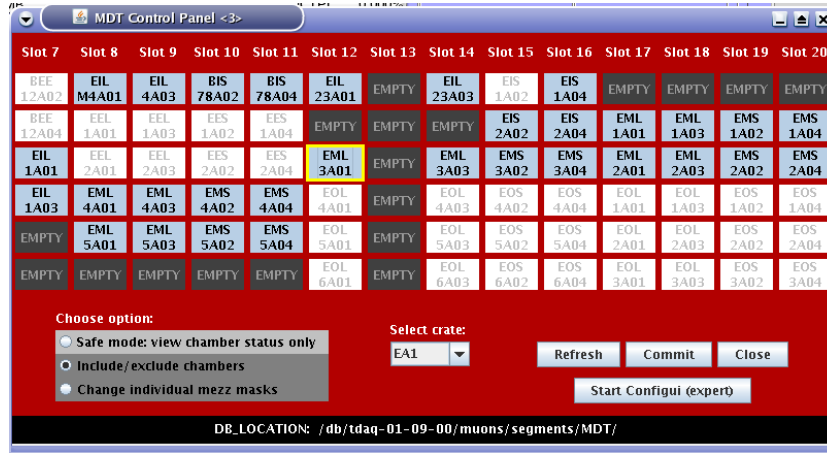 MDT Control Panel <3>
Slot 7 Slot 8 Slot 9 Slot 10 Slot 11 Slot 12 Slot 13 Slot 14 Slot 15 Slot 16 Slot 17 Slot 18 Slot 19 Slot 20
BEE EIL EIL BIS BIS EIL EMPTY EIL EIS EIS EMPTY EMPTY EMPTY EMPTY
12A02 M4A01 4A03 78A02 78A04 23A01 23A03 1A02 1A04
BEE EEL EEL EES EES EMPTY EMPTY EMPTY EIS EIS EML EML EMS EMS
12A04 1A01 1A03 1A02 1A04 2A02 2A04 1A01 1A03 1A02 1A04
EIL EEL EEL EES EES EML EMPTY EML EMS EMS EML EML EMS EMS
1A01 2A01 2A03 2A02 2A04 3A01 3A03 3A02 3A04 2A01 2A03 2A02 2A04
EIL EML EML EMS EMS EOL EMPTY EOL EOS EOS EOL EOL EOS EOS
1A03 4A01 4A03 4A02 4A04 4A01 4A03 4A02 4A04 1A01 1A03 1A02 1A04
EMPTY EML EML EMS EMS EOL EMPTY EOL EOS EOS EOL EOL EOS EOS
5A01 5A03 5A02 5A04 5A01 5A03 5A02 5A04 2A01 2A03 2A02 2A04
EMPTY EMPTY EMPTY EMPTY EMPTY EOL EMPTY EOL EOS EOS EOL EOL EOS EOS
6A01 6A03 6A02 6A04 3A01 3A03 3A02 3A04
Choose option:
Safe mode: view chamber status only
Include/exclude chambers
Change individual mezz masks
Select crate:
EA1
Refresh Commit Close
Start Configui (expert)
DB_LOCATION: /db/tdaq-01-09-00/muons/segments/MDT/